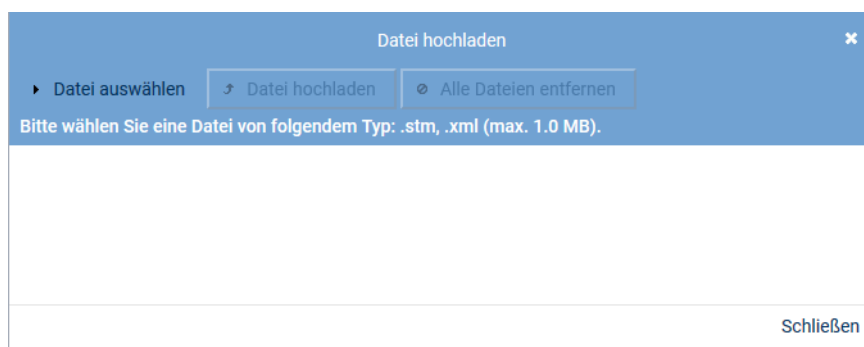 Datei hochladen
Datei auswählen Datei hochladen Alle Dateien entfernen
Bitte wählen Sie eine Datei von folgendem Typ: .stm, .xml (max. 1.0 MB).
Schließen